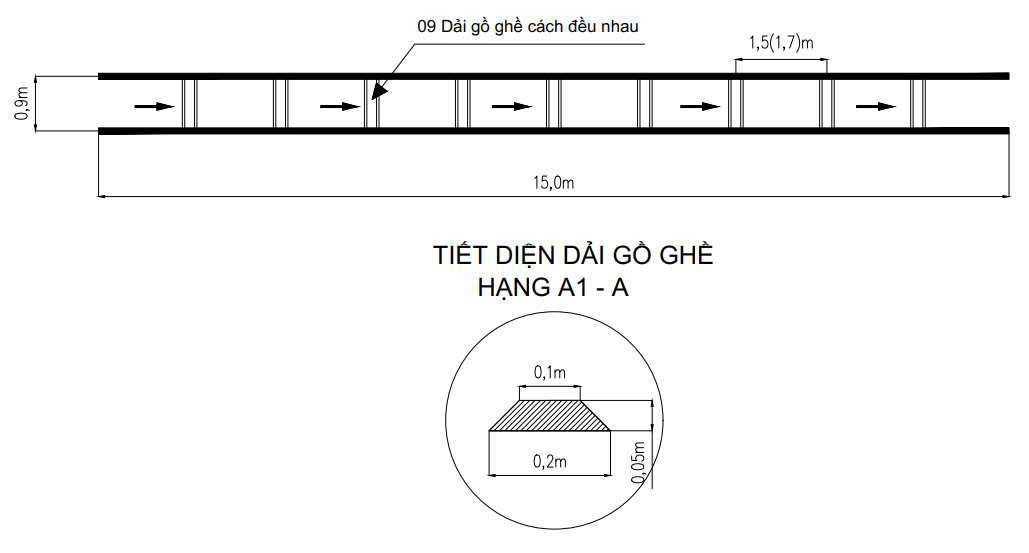 09 Dải gồ ghề cách đều nhau
1,5(1,7)m
0,9m
15,0m
TIẾT DIỆN DẢI GỒ GHỀ
HẠNG A1 - A
0,1m
0,2m
0,05m